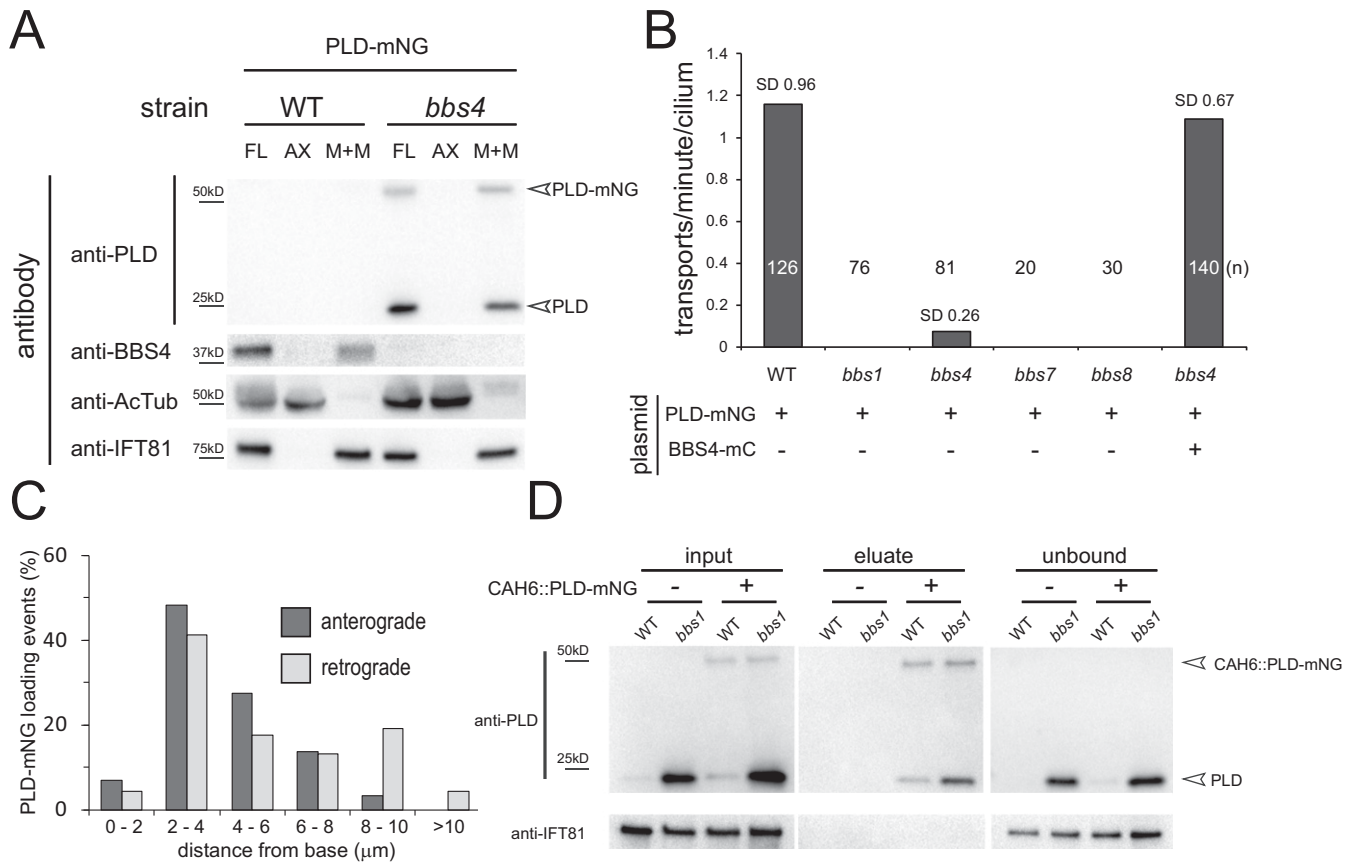 A
PLD-mNG
strain WT bbs4
FL AX M+M FL AX M+M
antibody
anti-PLD
50kD
25kD
PLD-mNG
PLD
anti-BBS4 37kD
anti-AcTub 50kD
anti-IFT81 75kD
B
transports/minute/cilium
1.4
1.2
1
0.8
0.6
0.4
0.2
0
SD 0.96
SD 0.26
SD 0.67
126 76 81 20 30 140 (n)
WT bbs1 bbs4 bbs7 bbs8 bbs4
plasmid
PLD-mNG + + + + + +
BBS4-mC - - - - - +
C
PLD-mNG loading events (%)
60
40
20
0
anterograde
retrograde
0 - 2 2 - 4 4 - 6 6 - 8 8 - 10 >10
distance from base (μm)
D
input eluate unbound
CAH6::PLD-mNG - + - + - +
WT bbs1 WT bbs1 WT bbs1 WT bbs1 WT bbs1 WT bbs1
anti-PLD
50kD
25kD
CAH6::PLD-mNG
PLD
anti-IFT81